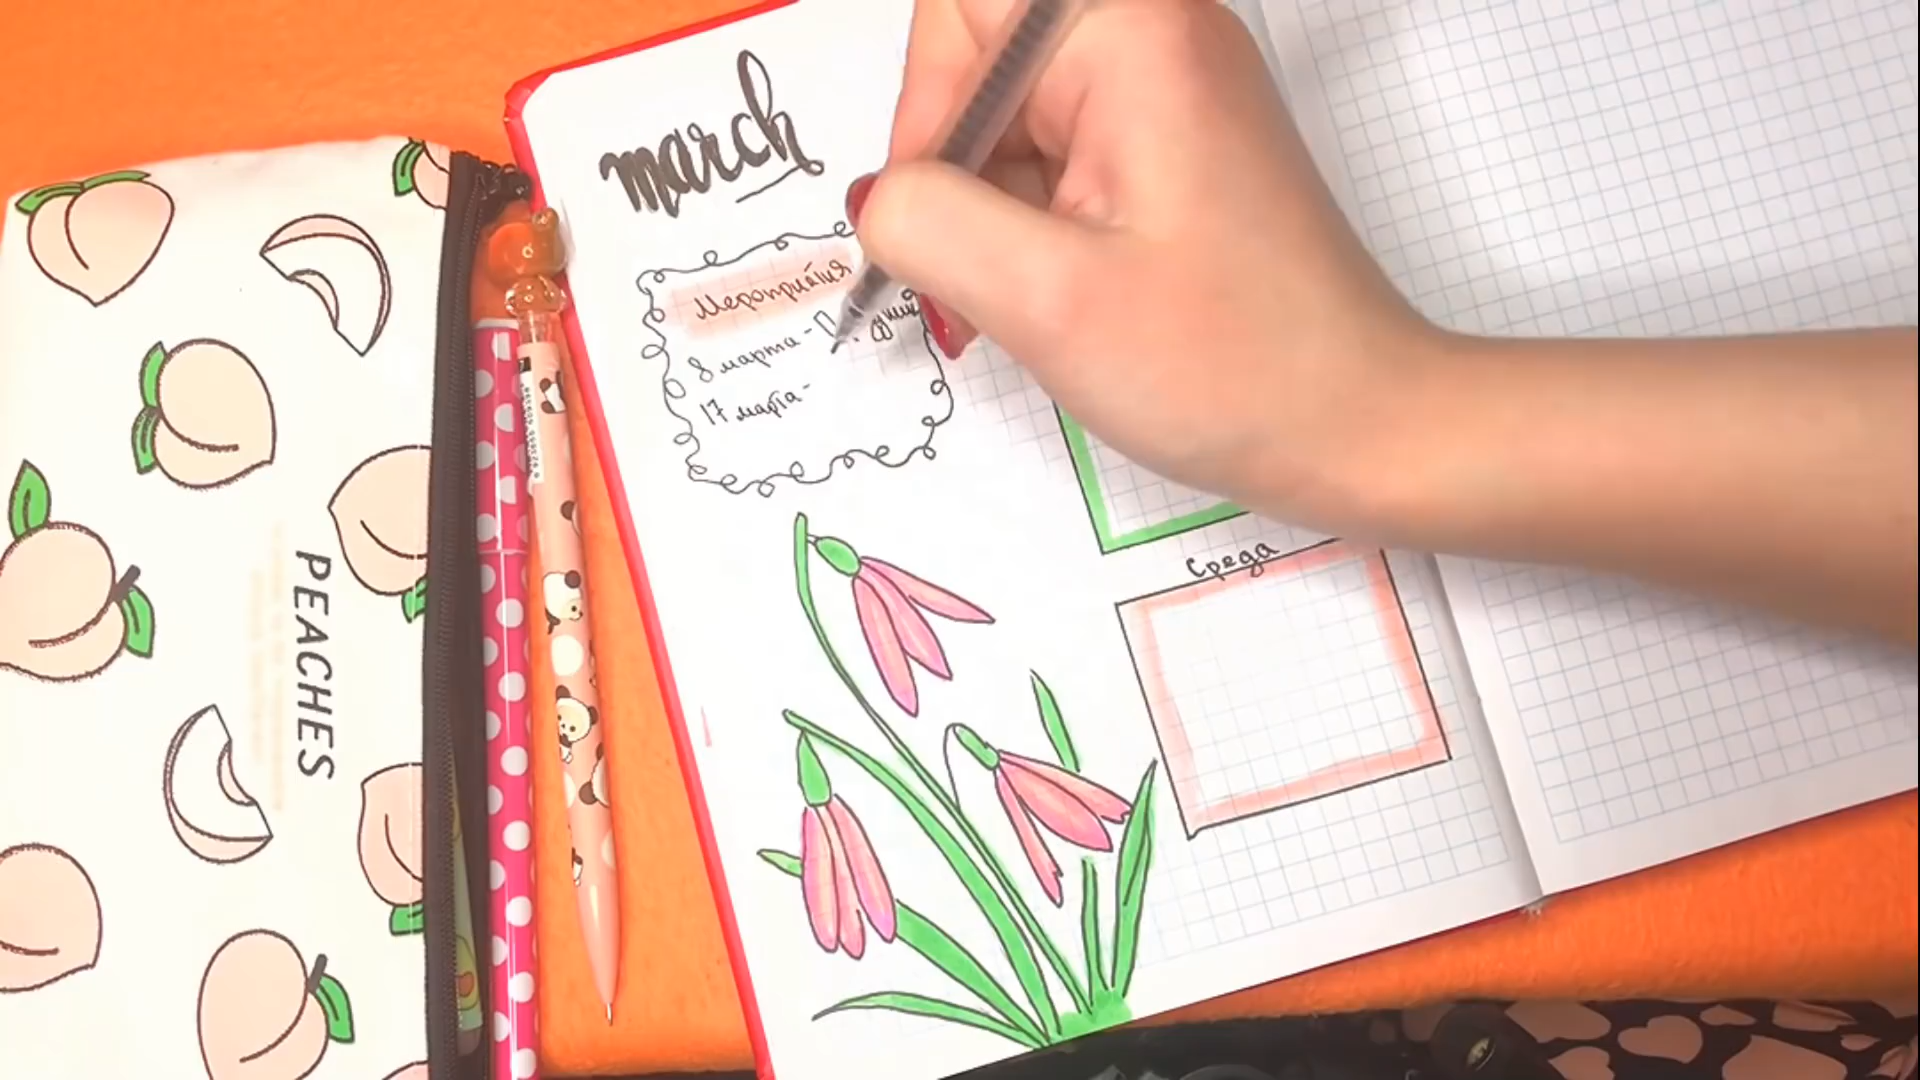 march
Мероприятия
8 марта -
17 марта -
Среда
PEACHES